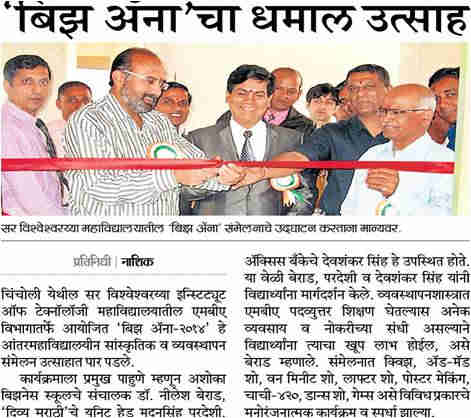 'बिझ ॲना'चा धमाल उत्साह
सर विश्वेश्वरय्या महाविद्यालयातील 'बिझ ॲना' संमेलनाचे उद्घाटन करताना मान्यवर.
प्रतिनिधी | नाशिक
चिंचोली येथील सर विश्वेश्वरय्या इन्स्टिट्यूट
ऑफ टेक्नॉलॉजी महाविद्यालयातील एमबीए
विभागातर्फे आयोजित 'बिझ ॲना-२०१४' हे
आंतरमहाविद्यालयीन सांस्कृतिक व व्यवस्थापन
संमेलन उत्साहात पार पडले.
कार्यक्रमाला प्रमुख पाहुणे म्हणून अशोका
बिझनेस स्कूलचे संचालक डॉ. नीलेश बेराड,
'दिव्य मराठी'चे युनिट हेड मदनसिंह परदेशी,
ॲक्सिस बँकेचे देवशंकर सिंह हे उपस्थित होते.
या वेळी बेराड, परदेशी व देवशंकर सिंह यांनी
विद्यार्थ्यांना मार्गदर्शन केले. व्यवस्थापनशास्त्रात
एमबीए पदव्युत्तर शिक्षण घेतल्यास अनेक
व्यवसाय व नोकरीच्या संधी असल्याने
विद्यार्थ्यांना त्याचा खूप लाभ होईल, असे
बेराड म्हणाले. संमेलनात क्विझ, ॲड-मॅड
शो, वन मिनीट शो, लाफ्टर शो, पोस्टर मेकिंग,
चाची-४२०, डान्स शो, गेम्स असे विविध प्रकारचे
मनोरंजनात्मक कार्यक्रम व स्पर्धा झाल्या.